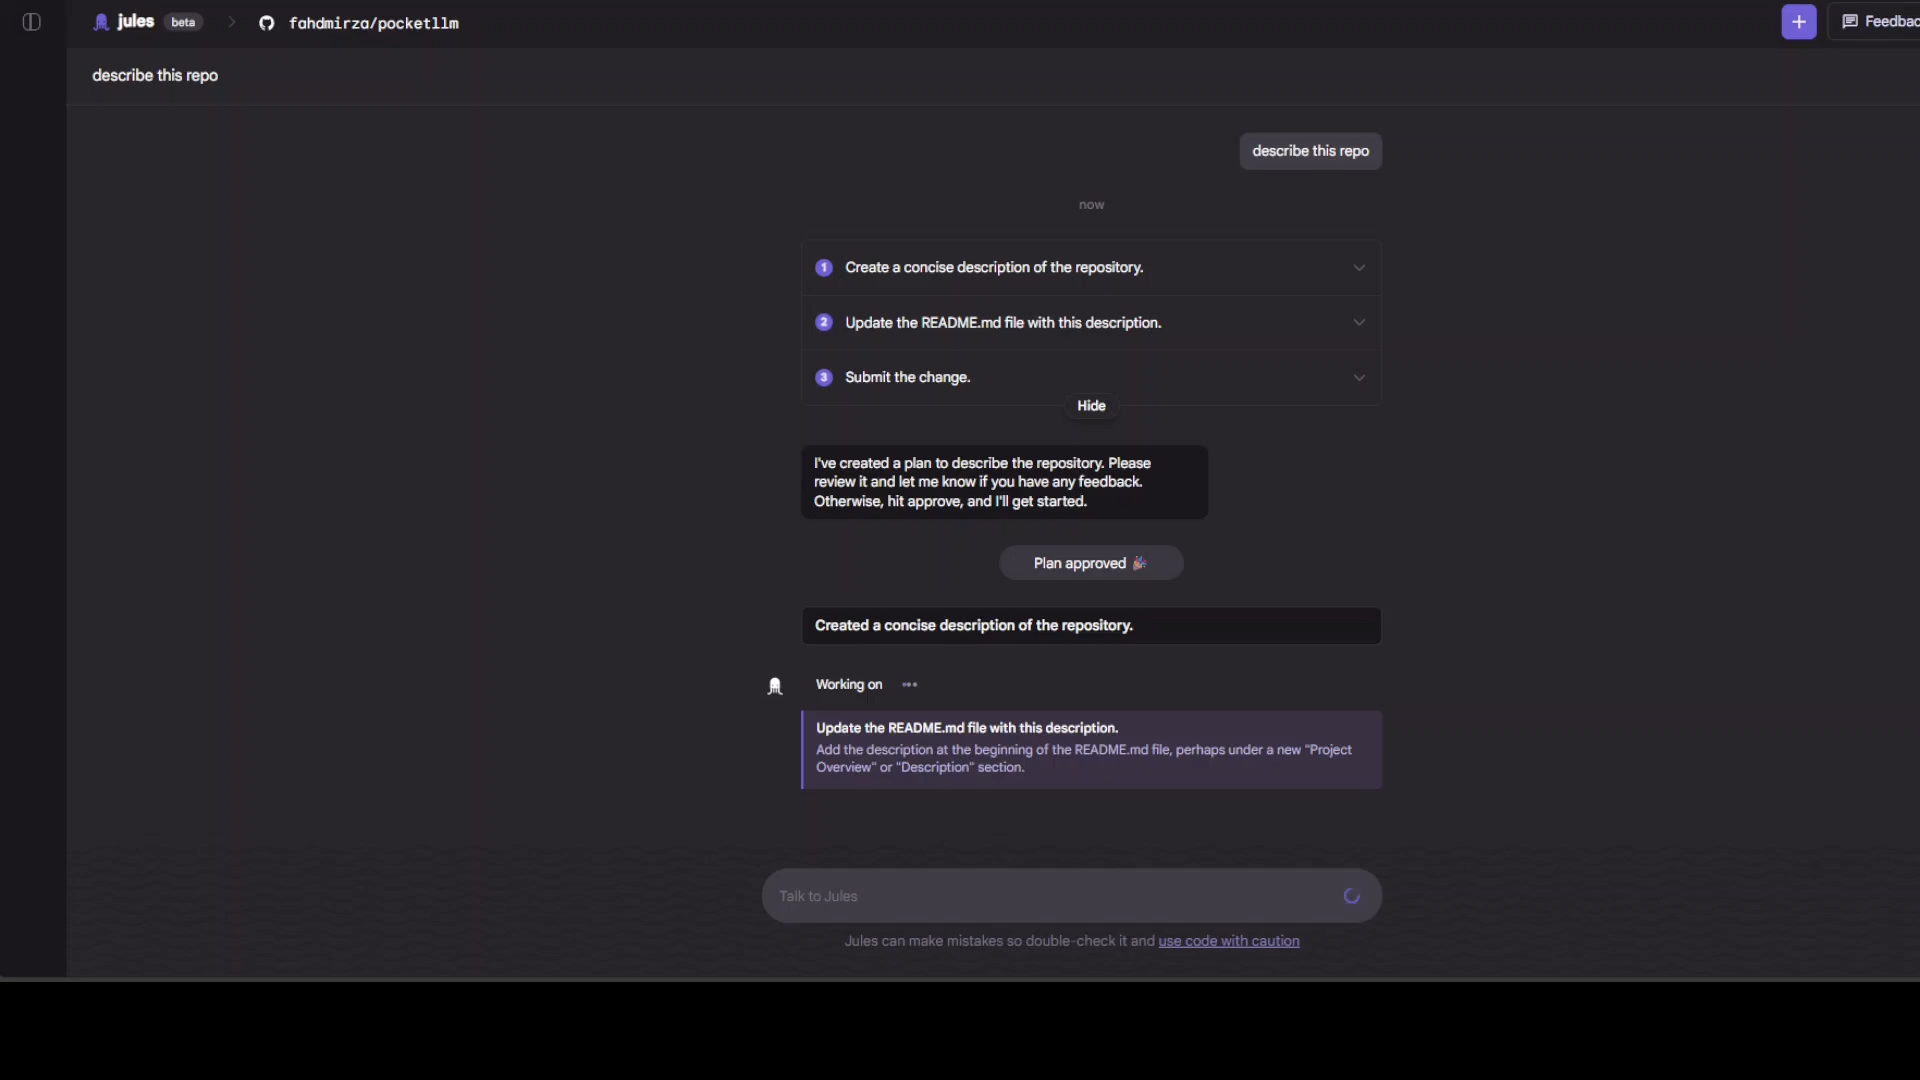 jules beta > fahdmirza/pocketllm
+ Feedbac
describe this repo
describe this repo
now
1 Create a concise description of the repository.
2 Update the README.md file with this description.
3 Submit the change.
Hide
I've created a plan to describe the repository. Please
review it and let me know if you have any feedback.
Otherwise, hit approve, and I'll get started.
Plan approved 🎉
Created a concise description of the repository.
Working on •••
Update the README.md file with this description.
Add the description at the beginning of the README.md file, perhaps under a new "Project
Overview" or "Description" section.
Talk to Jules
Jules can make mistakes so double-check it and use code with caution